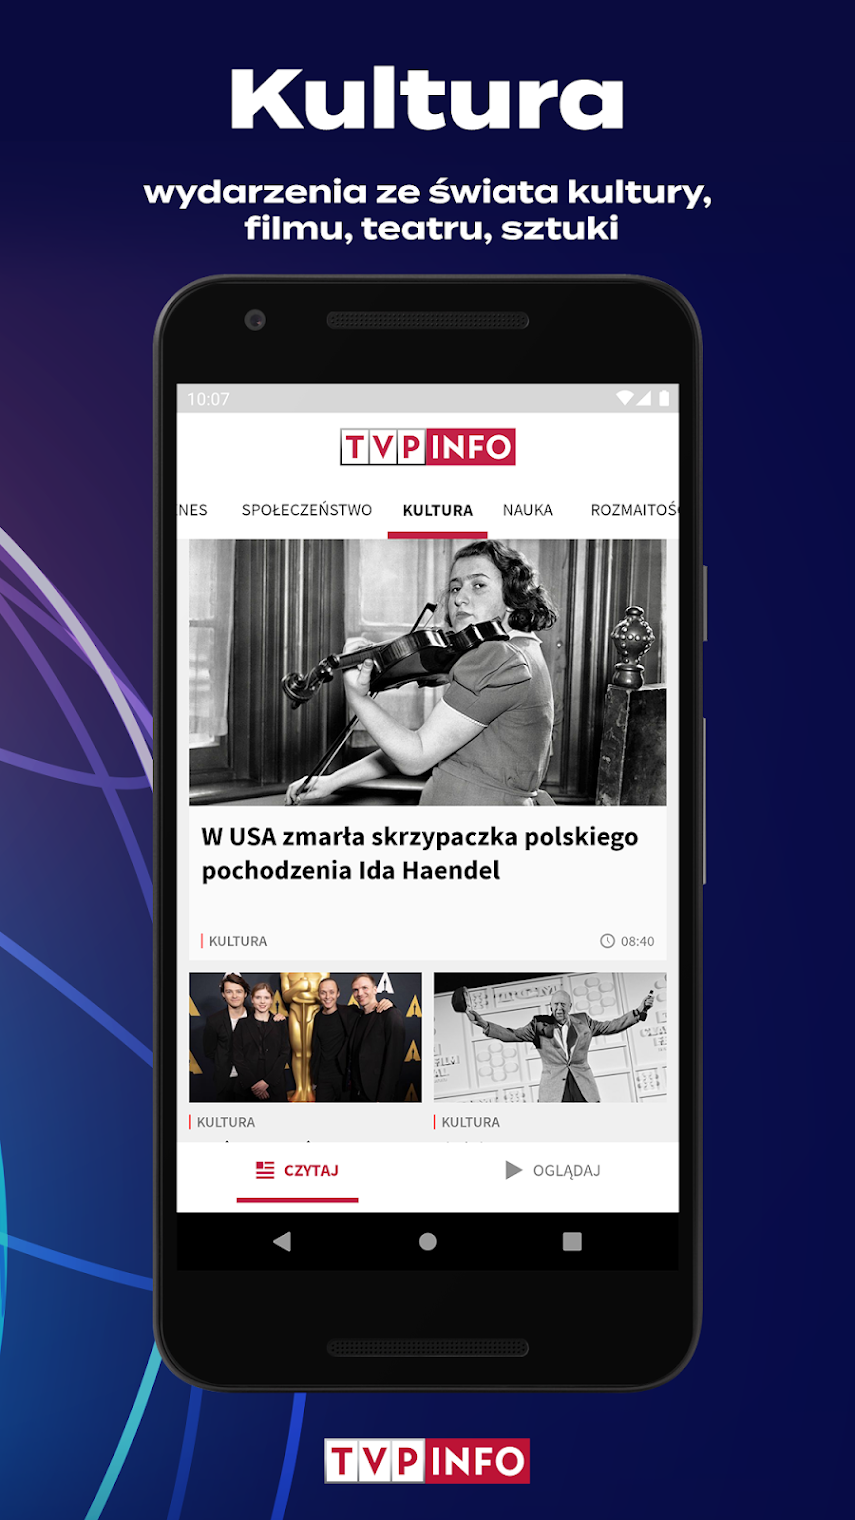 Kultura
wydarzenia ze świata kultury,
filmu, teatru, sztuki
10:07
TVP INFO
NES SPOŁECZEŃSTWO KULTURA NAUKA ROZMAITOŚ
W USA zmarła skrzypaczka polskiego
pochodzenia Ida Haendel
KULTURA 08:40
KULTURA KULTURA
CZYTAJ OGLĄDAJ
TVP INFO